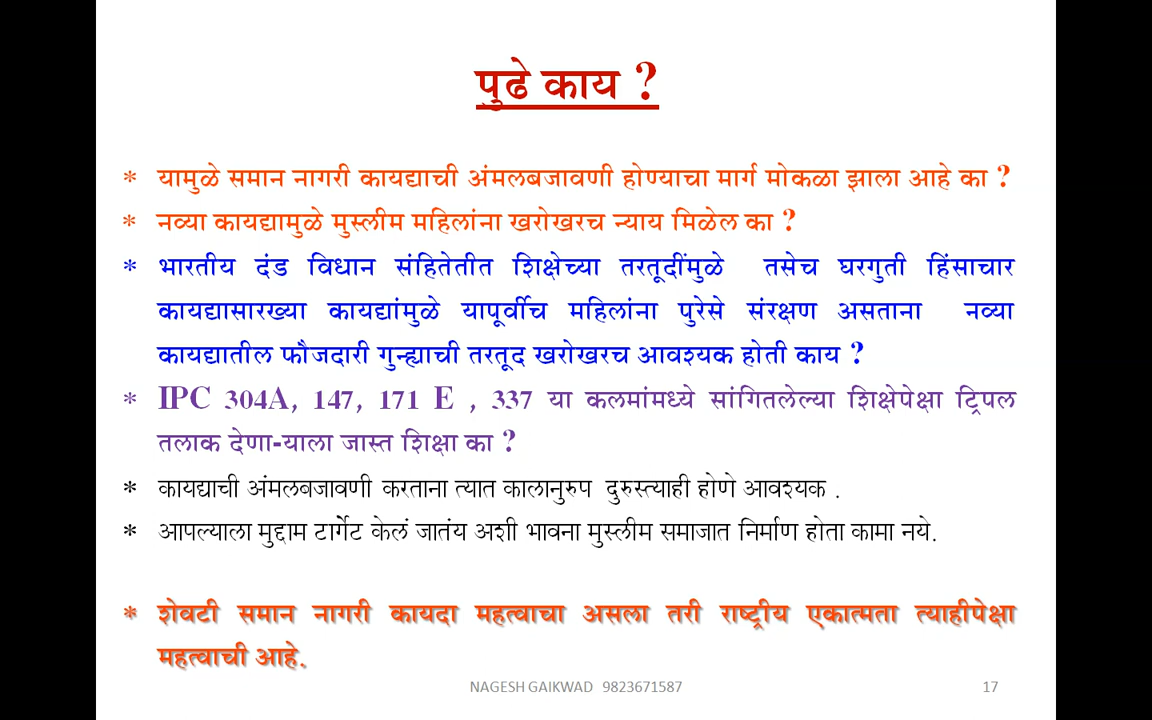 पुढे काय ?
* यामुळे समान नागरी कायद्याची अंमलबजावणी होण्याचा मार्ग मोकळा झाला आहे का ?
* नव्या कायद्यामुळे मुस्लीम महिलांना खरोखरच न्याय मिळेल का ?
* भारतीय दंड विधान संहितेतीत शिक्षेच्या तरतूदींमुळे तसेच घरगुती हिंसाचार
कायद्यासारख्या कायद्यांमुळे यापूर्वीच महिलांना पुरेसे संरक्षण असताना नव्या
कायद्यातील फौजदारी गुन्ह्याची तरतूद खरोखरच आवश्यक होती काय ?
* IPC 304A, 147, 171 E , 337 या कलमांमध्ये सांगितलेल्या शिक्षेपेक्षा ट्रिपल
तलाक देणा-याला जास्त शिक्षा का ?
* कायद्याची अंमलबजावणी करताना त्यात कालानुरुप दुरुस्त्याही होणे आवश्यक .
* आपल्याला मुद्दाम टार्गेट केलं जातंय अशी भावना मुस्लीम समाजात निर्माण होता कामा नये.
* शेवटी समान नागरी कायदा महत्वाचा असला तरी राष्ट्रीय एकात्मता त्याहीपेक्षा
महत्वाची आहे.
NAGESH GAIKWAD 9823671587 17